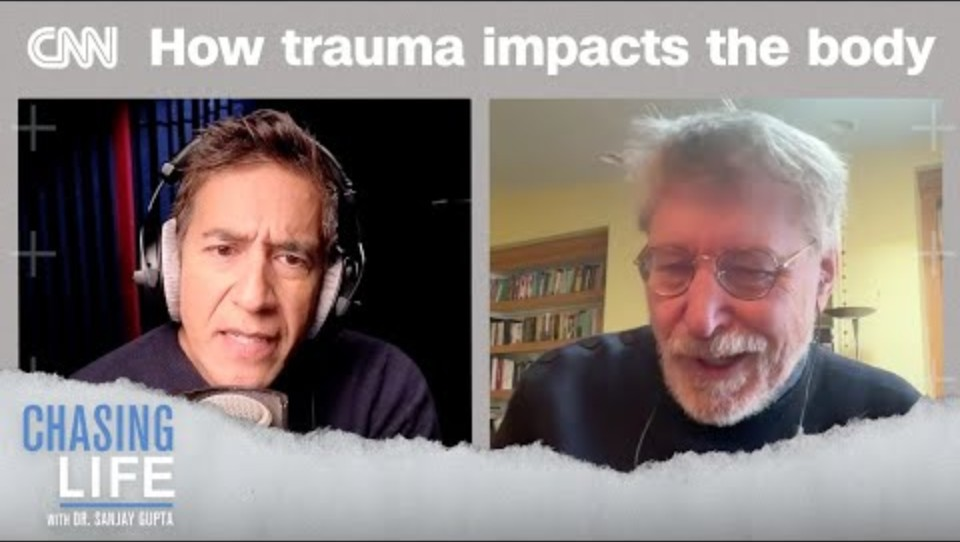 CNN How trauma impacts the body
CHASING
LIFE
WITH DR. SANJAY GUPTA